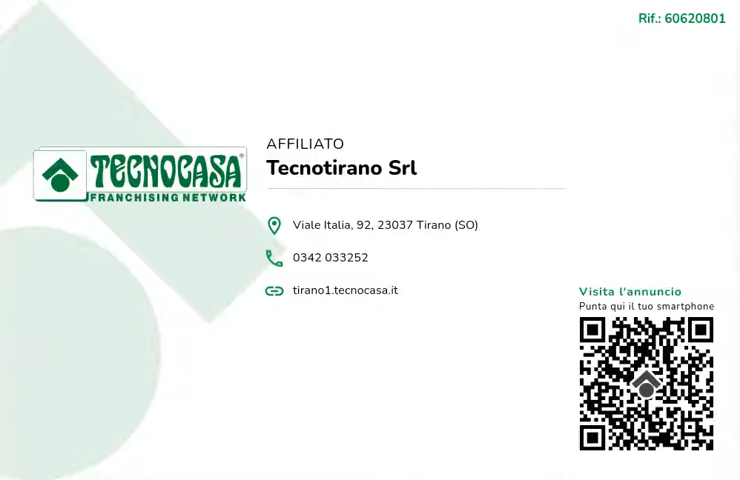 Rif.: 60620801
TECNOCASA®
FRANCHISING NETWORK
AFFILIATO
Tecnotirano Srl
Viale Italia, 92, 23037 Tirano (SO)
0342 033252
tirano1.tecnocasa.it
Visita l'annuncio
Punta qui il tuo smartphone